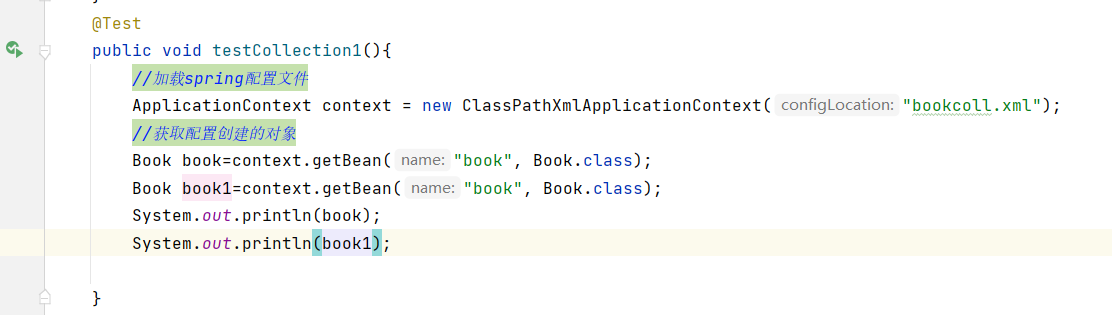 @Test
public void testCollection1(){
//加载spring配置文件
ApplicationContext context = new ClassPathXmlApplicationContext( configLocation: "bookcoll.xml");
//获取配置创建的对象
Book book=context.getBean( name: "book", Book.class);
Book book1=context.getBean( name: "book", Book.class);
System.out.println(book);
System.out.println(book1);
}